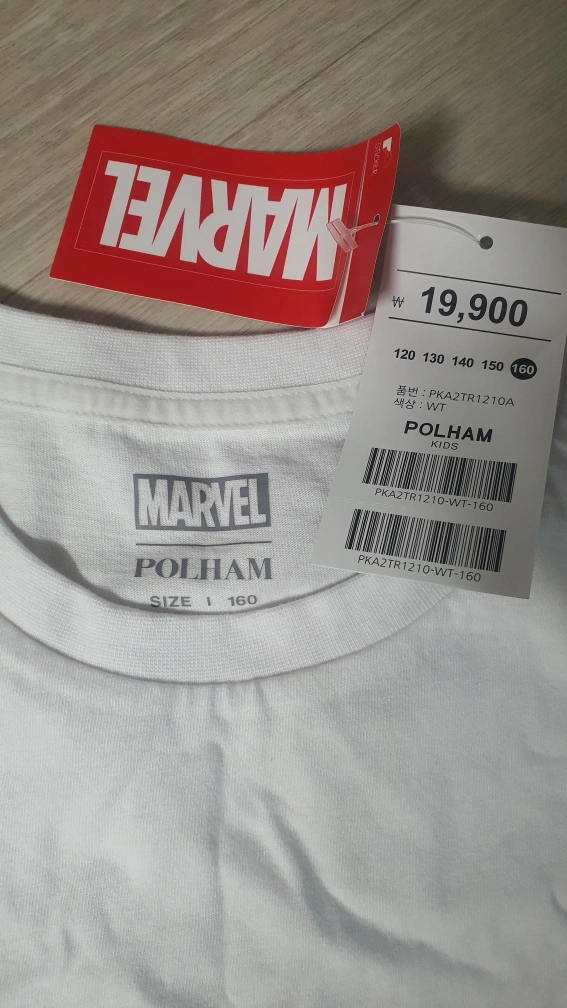 MARVEL
₩ 19,900
120 130 140 150 160
품번 : PKA2TR1210A
색상 : WT
POLHAM
KIDS
PKA2TR1210-WT-160
PKA2TR1210-WT-160
MARVEL
POLHAM
SIZE I 160